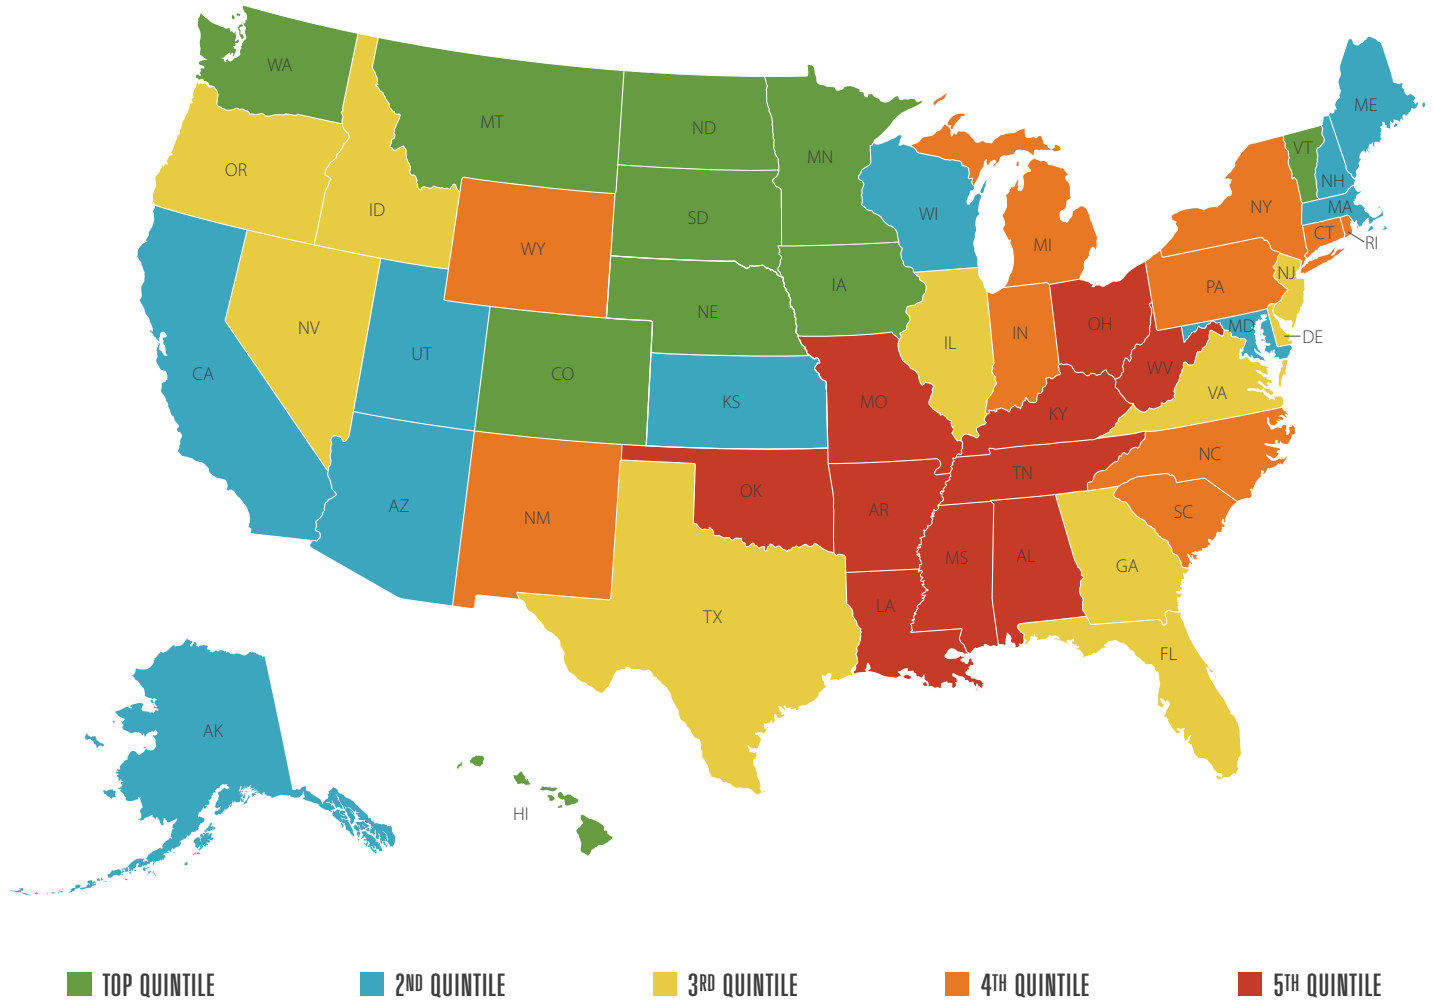 WA
MT
ND
MN
OR
ID
SD
WY
WI
MI
ME
VT
NH
NY
MA
CT
RI
NV
UT
CA
NE
IA
CO
KS
IL
IN
OH
PA
NJ
MD
DE
WV
VA
MO
KY
AZ
NM
OK
AR
TN
NC
SC
MS
AL
GA
LA
TX
FL
AK
HI
TOP QUINTILE
2ND QUINTILE
3RD QUINTILE
4TH QUINTILE
5TH QUINTILE